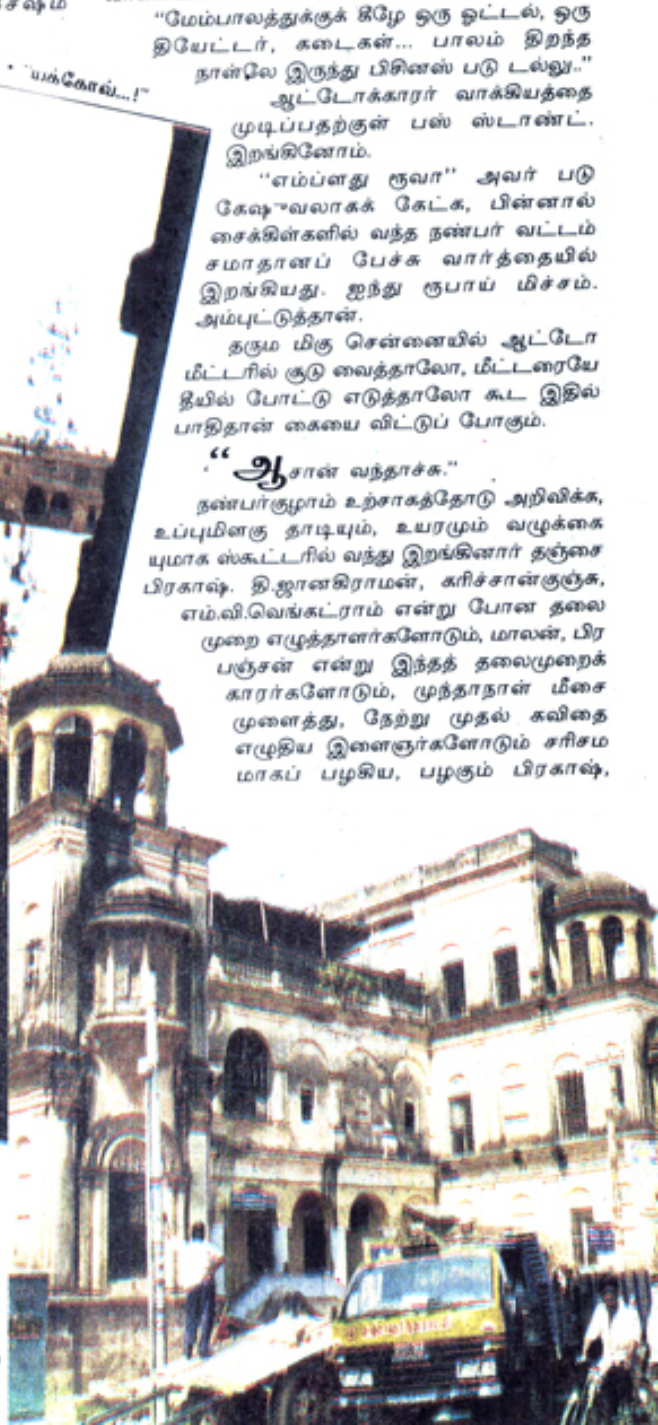 "மேம்பாலத்துக்குக் கீழே ஒரு ஓட்டல், ஒரு
தியேட்டர், கடைகள்... பாலம் திறந்த
நாள்லே இருந்து பிசினஸ் படு டல்லு.."
ஆட்டோக்காரர் வாக்கியத்தை
முடிப்பதற்குள் பஸ் ஸ்டாண்ட்.
இறங்கினோம்.
"எம்ப்ளது ரூவா" அவர் படு
கேஷுவலாகக் கேட்க, பின்னால்
சைக்கிள்களில் வந்த நண்பர் வட்டம்
சமாதானப் பேச்சு வார்த்தையில்
இறங்கியது. ஐந்து ரூபாய் மிச்சம்.
அம்புட்டுத்தான்.
தரும மிகு சென்னையில் ஆட்டோ
மீட்டரில் சூடு வைத்தாலோ, மீட்டரையே
தீயில் போட்டு எடுத்தாலோ கூட இதில்
பாதிதான் கையை விட்டுப் போகும்.
"ஆசான் வந்தாச்சு."
நண்பர்குழாம் உற்சாகத்தோடு அறிவிக்க,
உப்புமிளகு தாடியும், உயரமும் வழுக்கை
யுமாக ஸ்கூட்டரில் வந்து இறங்கினார் தஞ்சை
பிரகாஷ். தி.ஜானகிராமன், கரிச்சான்குஞ்சு,
எம்.வி.வெங்கட்ராம் என்று போன தலை
முறை எழுத்தாளர்களோடும், மாலன், பிர
பஞ்சன் என்று இந்தத் தலைமுறைக்
காரர்களோடும், முந்தாநாள் மீசை
முளைத்து, நேற்று முதல் கவிதை
எழுதிய இளைஞர்களோடும் சரிசம
மாகப் பழகிய, பழகும் பிரகாஷ்,
"யக்கோவ்...!"